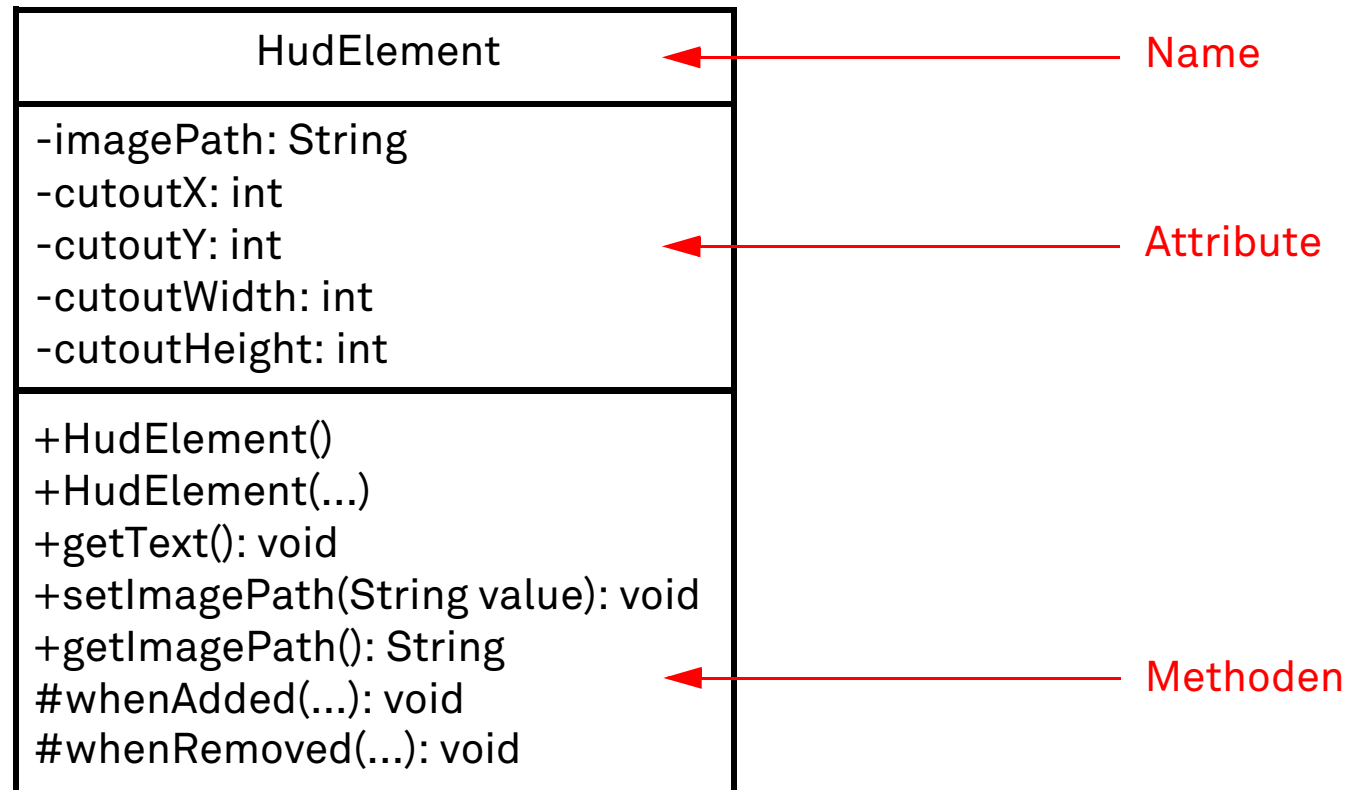 HudElement
Name
-imagePath: String
-cutoutX: int
-cutoutY: int
-cutoutWidth: int
-cutoutHeight: int
Attribute
+HudElement()
+HudElement(...)
+getText(): void
+setImagePath(String value): void
+getImagePath(): String
#whenAdded(...): void
#whenRemoved(...): void
Methoden